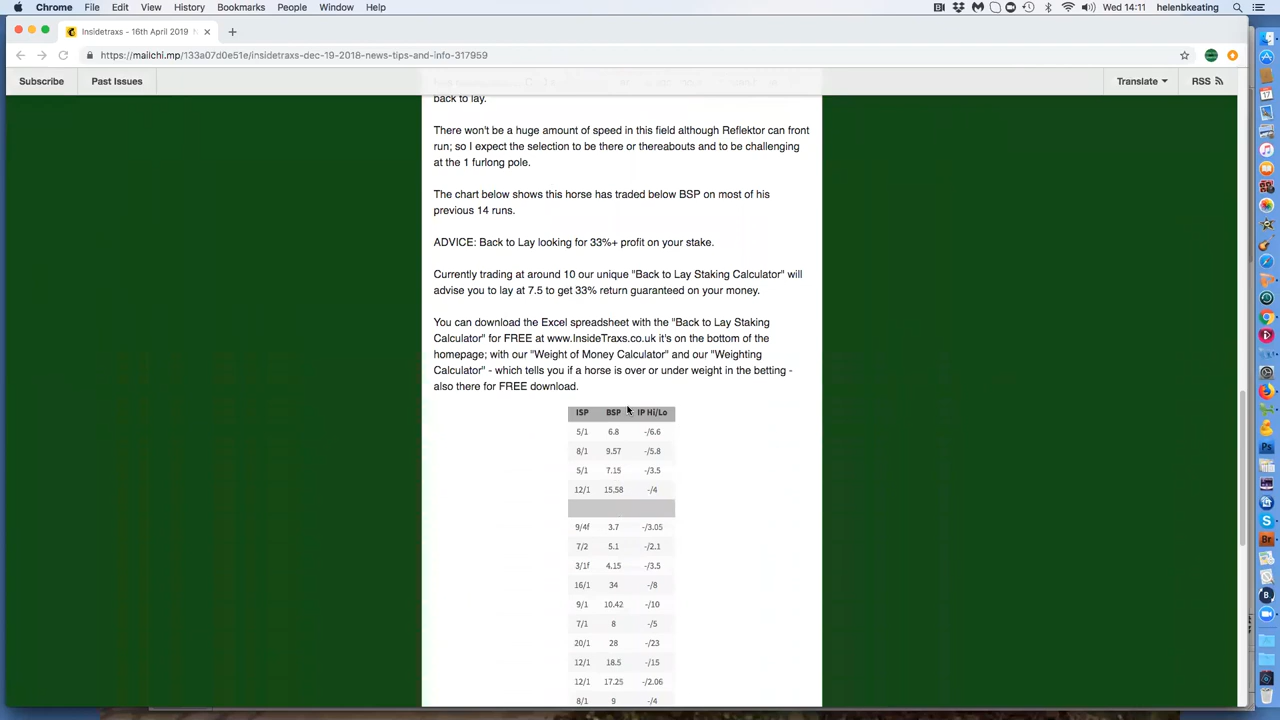 Chrome File Edit View History Bookmarks People Window Help Wed 14:11 helenbkeating
Insidetraxs - 16th April 2019
https://mailchi.mp/133a07d0e51e/insidetraxs-dec-19-2018-news-tips-and-info-317959
Subscribe Past Issues Translate RSS
back to lay.
There won't be a huge amount of speed in this field although Reflektor can front
run; so I expect the selection to be there or thereabouts and to be challenging
at the 1 furlong pole.
The chart below shows this horse has traded below BSP on most of his
previous 14 runs.
ADVICE: Back to Lay looking for 33%+ profit on your stake.
Currently trading at around 10 our unique "Back to Lay Staking Calculator" will
advise you to lay at 7.5 to get 33% return guaranteed on your money.
You can download the Excel spreadsheet with the "Back to Lay Staking
Calculator" for FREE at www.InsideTraxs.co.uk it's on the bottom of the
homepage; with our "Weight of Money Calculator" and our "Weighting
Calculator" - which tells you if a horse is over or under weight in the betting -
also there for FREE download.
ISP BSP IP Hi/Lo
5/1 6.8 -/6.6
8/1 9.57 -/5.8
5/1 7.15 -/3.5
12/1 15.58 -/4
9/4f 3.7 -/3.05
7/2 5.1 -/2.1
3/1f 4.15 -/3.5
16/1 34 -/8
9/1 10.42 -/10
7/1 8 -/5
20/1 28 -/23
12/1 18.5 -/15
12/1 17.25 -/2.06
8/1 9 -/4